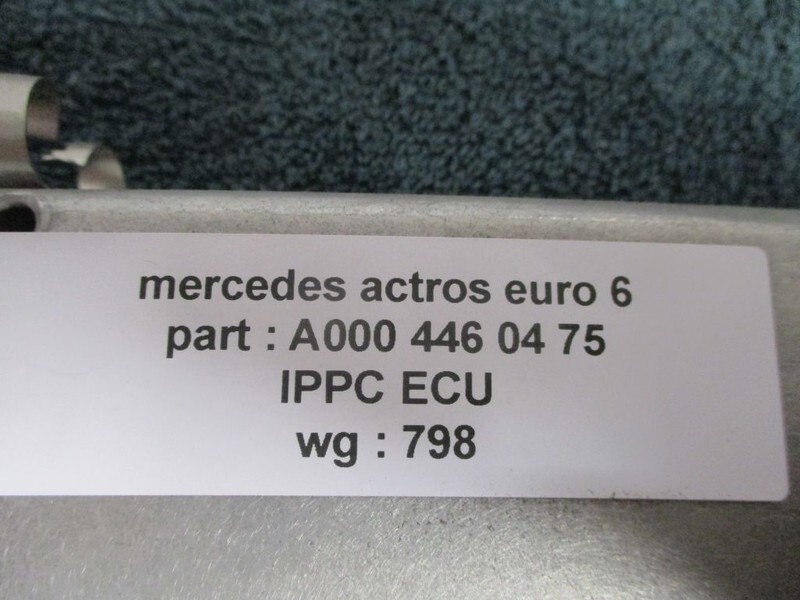 mercedes actros euro 6
part : A000 446 04 75
IPPC ECU
wg : 798